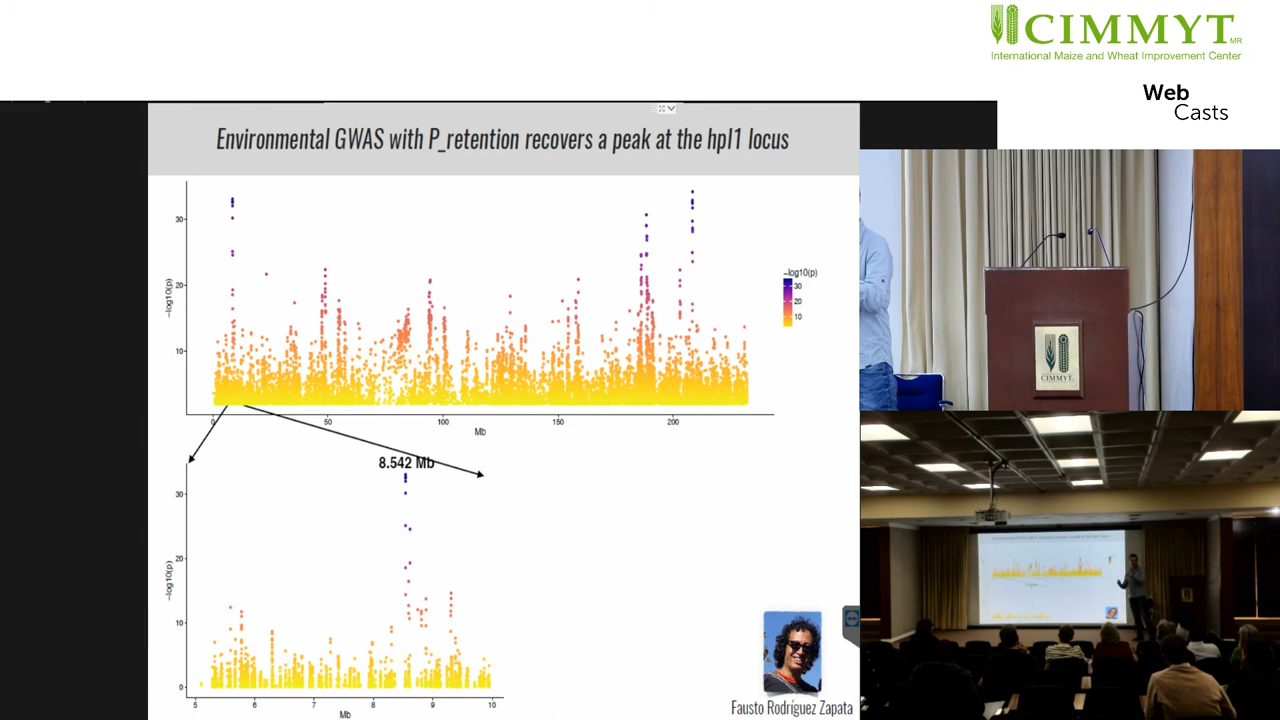 CIMMYT MR
International Maize and Wheat Improvement Center
Web
Casts
Environmental GWAS with P_retention recovers a peak at the hpl1 locus
−log10(p)
30
20
10
0
50
100
150
200
Mb
−log10(p)
30
20
10
8.542 Mb
−log10(p)
30
20
10
0
5
6
7
8
9
10
Mb
Fausto Rodríguez Zapata
CIMMYT